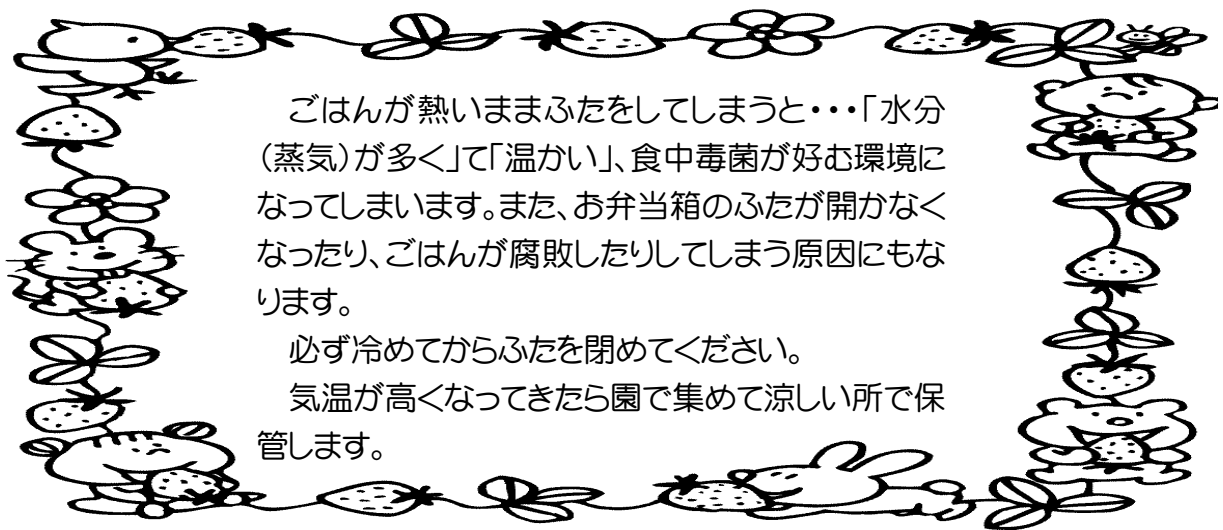 ごはんが熱いままふたをしてしまうと・・・「水分
（蒸気）が多く」て「温かい」、食中毒菌が好む環境に
なってしまいます。また、お弁当箱のふたが開かなく
なったり、ごはんが腐敗したりしてしまう原因にもな
ります。
必ず冷めてからふたを閉めてください。
気温が高くなってきたら園で集めて涼しい所で保
管します。